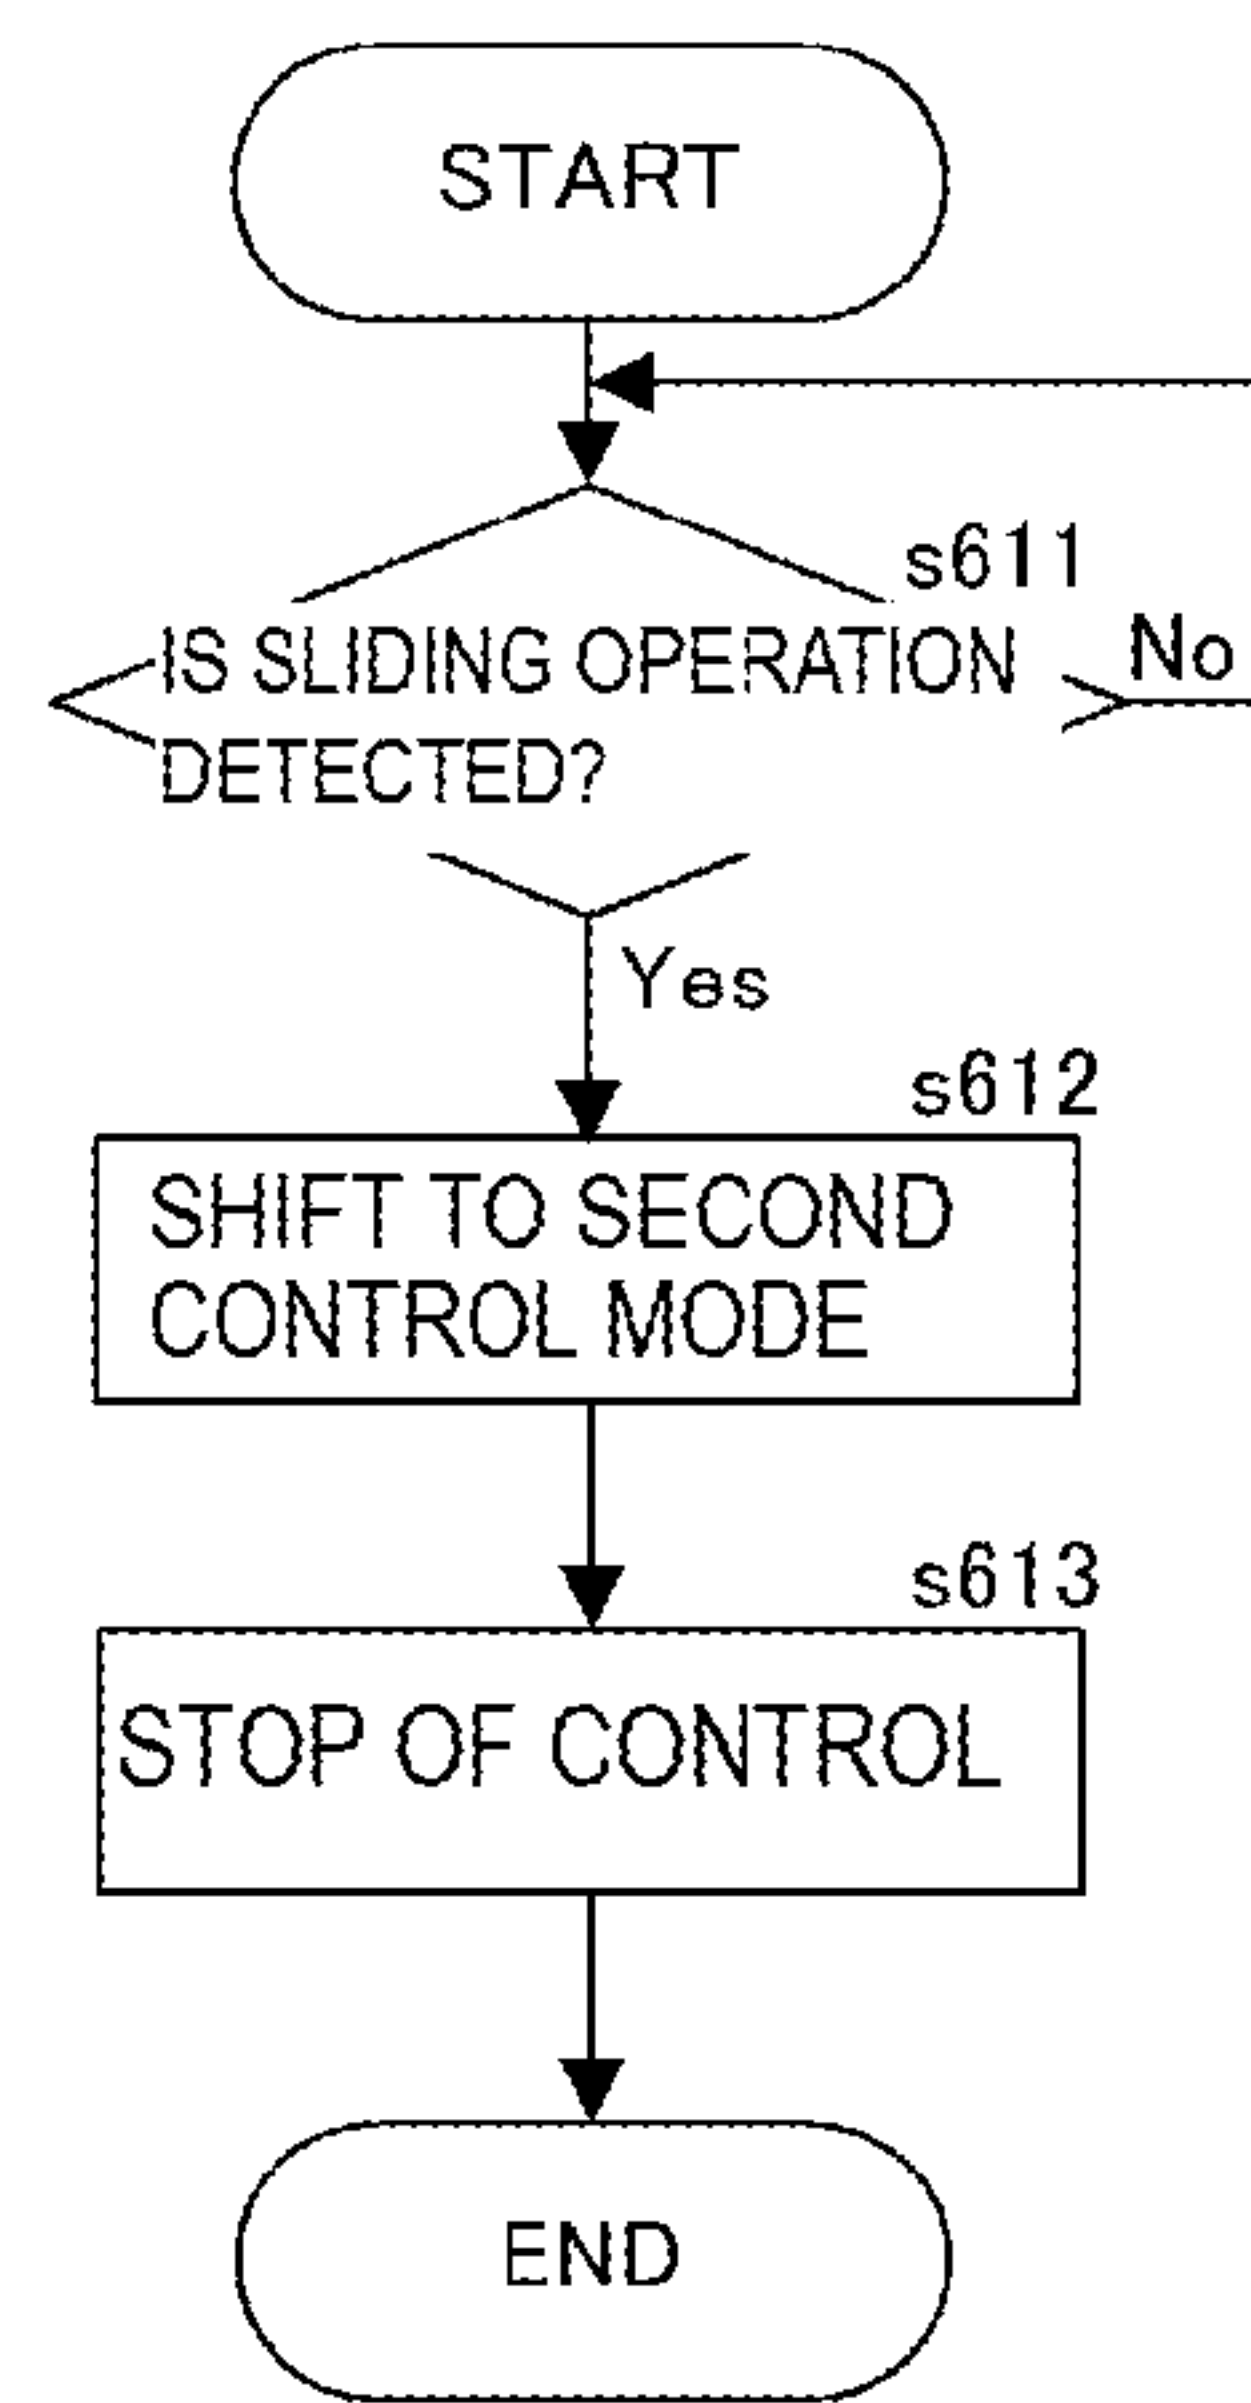 START
s611
IS SLIDING OPERATION
DETECTED?
No
Yes
s612
SHIFT TO SECOND
CONTROL MODE
s613
STOP OF CONTROL
END